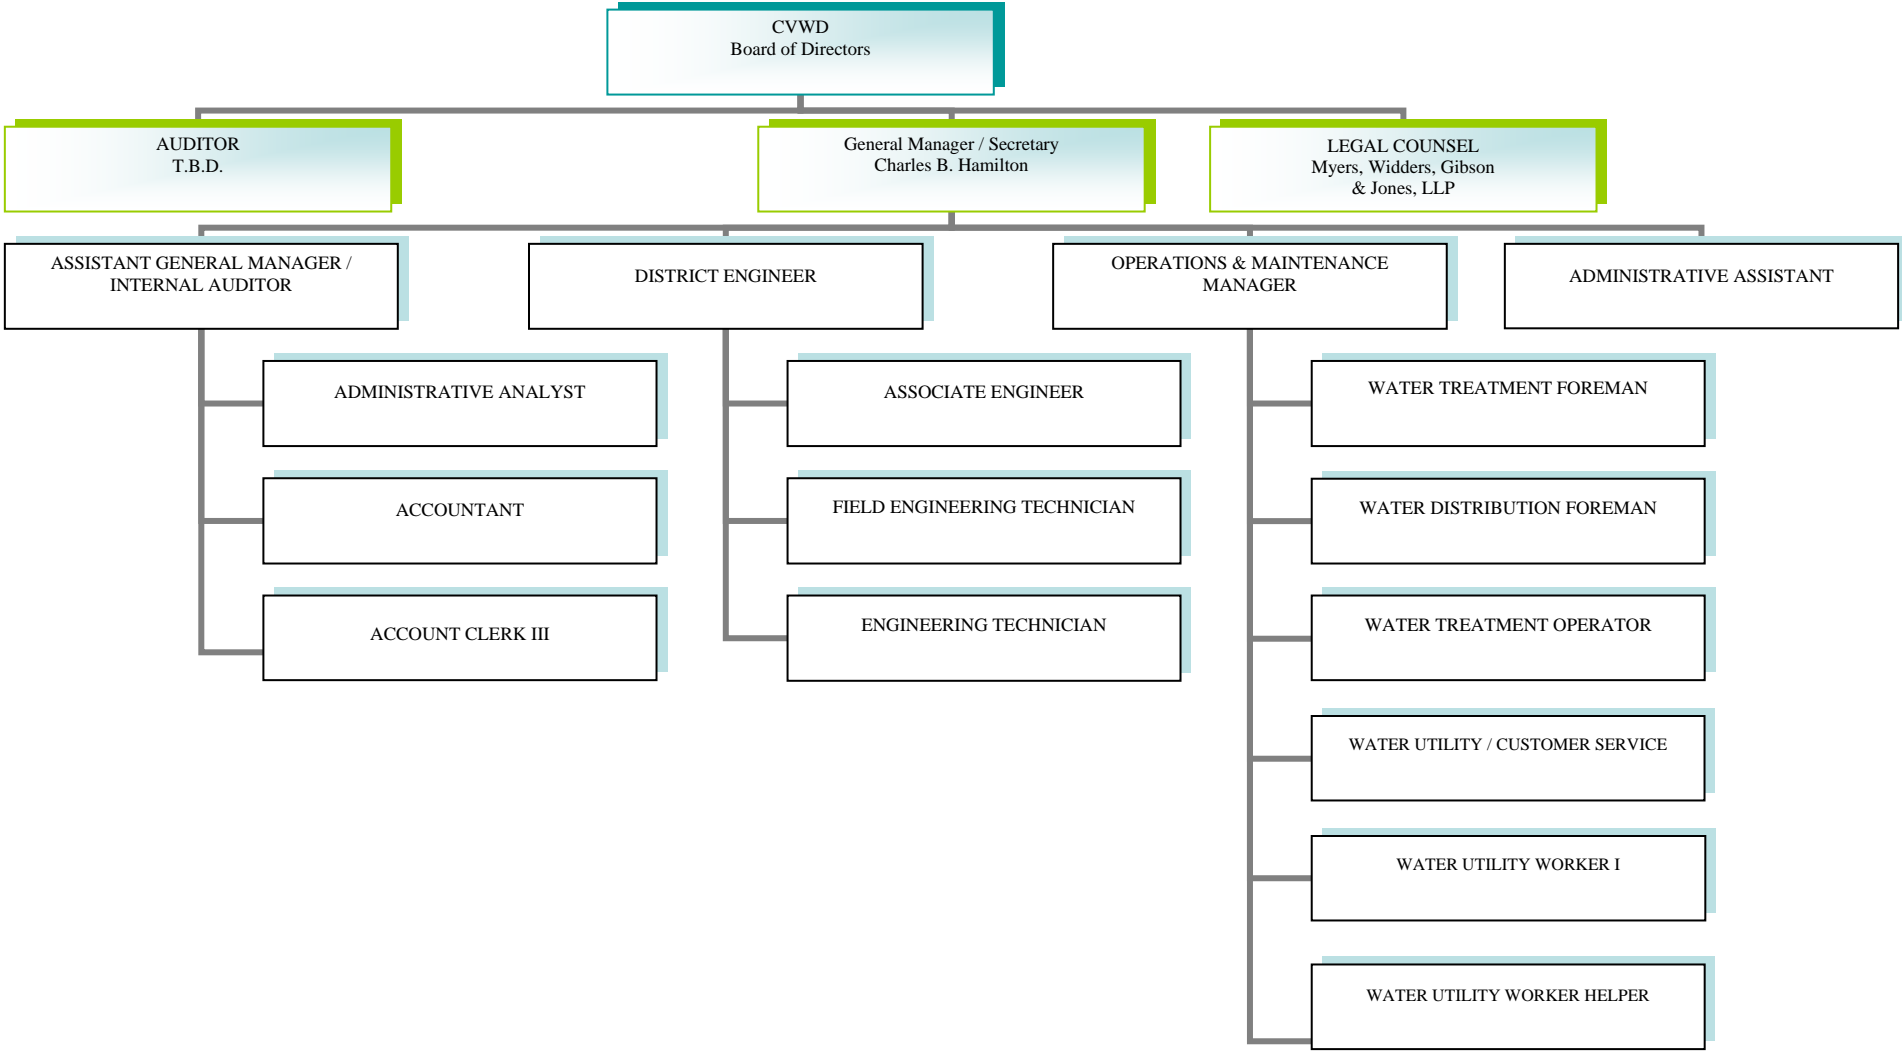 CVWD
Board of Directors
AUDITOR
T.B.D.
General Manager / Secretary
Charles B. Hamilton
LEGAL COUNSEL
Myers, Widders, Gibson
& Jones, LLP
ASSISTANT GENERAL MANAGER /
INTERNAL AUDITOR
DISTRICT ENGINEER
OPERATIONS & MAINTENANCE
MANAGER
ADMINISTRATIVE ASSISTANT
ADMINISTRATIVE ANALYST
ACCOUNTANT
ACCOUNT CLERK III
ASSOCIATE ENGINEER
FIELD ENGINEERING TECHNICIAN
ENGINEERING TECHNICIAN
WATER TREATMENT FOREMAN
WATER DISTRIBUTION FOREMAN
WATER TREATMENT OPERATOR
WATER UTILITY / CUSTOMER SERVICE
WATER UTILITY WORKER I
WATER UTILITY WORKER HELPER